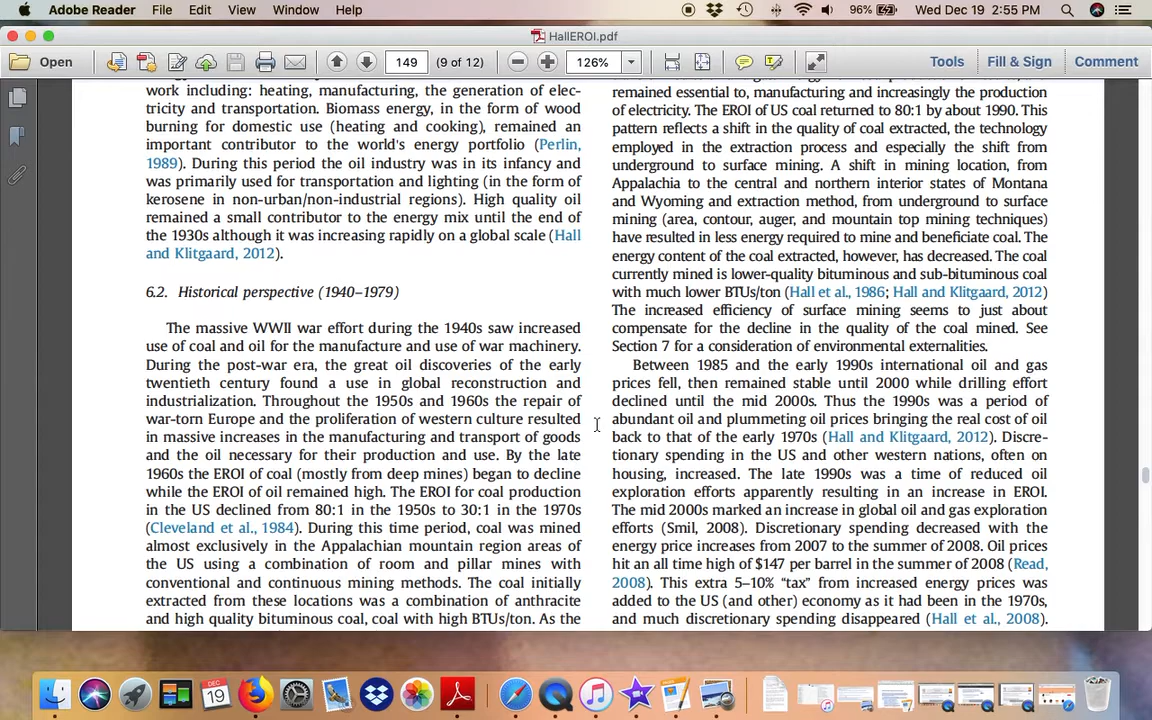 Adobe Reader File Edit View Window Help 96% Wed Dec 19 2:55 PM
HallEROI.pdf
Open 149 (9 of 12) 126% Tools Fill & Sign Comment
work including: heating, manufacturing, the generation of elec-
tricity and transportation. Biomass energy, in the form of wood
burning for domestic use (heating and cooking), remained an
important contributor to the world's energy portfolio (Perlin,
1989). During this period the oil industry was in its infancy and
was primarily used for transportation and lighting (in the form of
kerosene in non-urban/non-industrial regions). High quality oil
remained a small contributor to the energy mix until the end of
the 1930s although it was increasing rapidly on a global scale (Hall
and Klitgaard, 2012).
6.2. Historical perspective (1940–1979)
The massive WWII war effort during the 1940s saw increased
use of coal and oil for the manufacture and use of war machinery.
During the post-war era, the great oil discoveries of the early
twentieth century found a use in global reconstruction and
industrialization. Throughout the 1950s and 1960s the repair of
war-torn Europe and the proliferation of western culture resulted
in massive increases in the manufacturing and transport of goods
and the oil necessary for their production and use. By the late
1960s the EROI of coal (mostly from deep mines) began to decline
while the EROI of oil remained high. The EROI for coal production
in the US declined from 80:1 in the 1950s to 30:1 in the 1970s
(Cleveland et al., 1984). During this time period, coal was mined
almost exclusively in the Appalachian mountain region areas of
the US using a combination of room and pillar mines with
conventional and continuous mining methods. The coal initially
extracted from these locations was a combination of anthracite
and high quality bituminous coal, coal with high BTUs/ton. As the
remained essential to, manufacturing and increasingly the production
of electricity. The EROI of US coal returned to 80:1 by about 1990. This
pattern reflects a shift in the quality of coal extracted, the technology
employed in the extraction process and especially the shift from
underground to surface mining. A shift in mining location, from
Appalachia to the central and northern interior states of Montana
and Wyoming and extraction method, from underground to surface
mining (area, contour, auger, and mountain top mining techniques)
have resulted in less energy required to mine and beneficiate coal. The
energy content of the coal extracted, however, has decreased. The coal
currently mined is lower-quality bituminous and sub-bituminous coal
with much lower BTUs/ton (Hall et al., 1986; Hall and Klitgaard, 2012)
The increased efficiency of surface mining seems to just about
compensate for the decline in the quality of the coal mined. See
Section 7 for a consideration of environmental externalities.
Between 1985 and the early 1990s international oil and gas
prices fell, then remained stable until 2000 while drilling effort
declined until the mid 2000s. Thus the 1990s was a period of
abundant oil and plummeting oil prices bringing the real cost of oil
back to that of the early 1970s (Hall and Klitgaard, 2012). Discre-
tionary spending in the US and other western nations, often on
housing, increased. The late 1990s was a time of reduced oil
exploration efforts apparently resulting in an increase in EROI.
The mid 2000s marked an increase in global oil and gas exploration
efforts (Smil, 2008). Discretionary spending decreased with the
energy price increases from 2007 to the summer of 2008. Oil prices
hit an all time high of $147 per barrel in the summer of 2008 (Read,
2008). This extra 5–10% “tax” from increased energy prices was
added to the US (and other) economy as it had been in the 1970s,
and much discretionary spending disappeared (Hall et al., 2008).
DEC
19